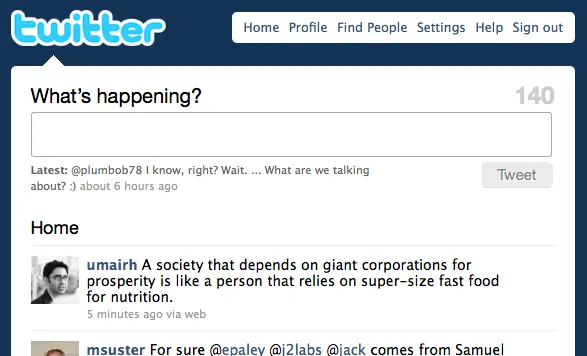 twitter
Home Profile Find People Settings Help Sign out
What's happening?
140
Latest: @plumbob78 I know, right? Wait. ... What are we talking
about? :) about 6 hours ago
Tweet
Home
umairh A society that depends on giant corporations for
prosperity is like a person that relies on super-size fast food
for nutrition.
5 minutes ago via web
msuster For sure @epaley @j2labs @jack comes from Samuel